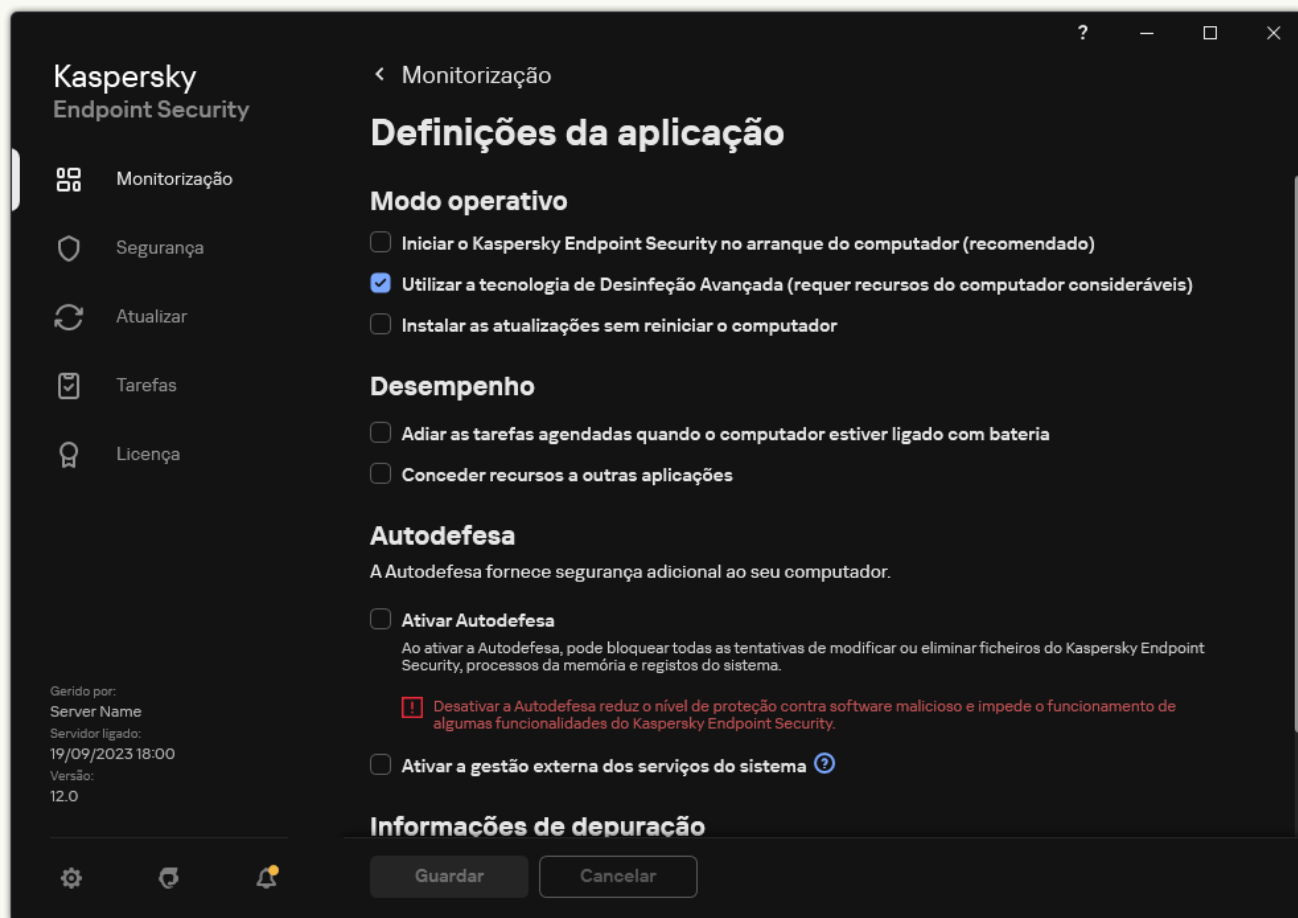 ?
Kaspersky
Endpoint Security
Monitorização
Segurança
Atualizar
Tarefas
Licença
Gerido por:
Server Name
Servidor ligado:
19/09/2023 18:00
Versão:
12.0
Monitorização
Definições da aplicação
Modo operativo
Iniciar o Kaspersky Endpoint Security no arranque do computador (recomendado)
Utilizar a tecnologia de Desinfeção Avançada (requer recursos do computador consideráveis)
Instalar as atualizações sem reiniciar o computador
Desempenho
Adiar as tarefas agendadas quando o computador estiver ligado com bateria
Conceder recursos a outras aplicações
Autodefesa
A Autodefesa fornece segurança adicional ao seu computador.
Ativar Autodefesa
Ao ativar a Autodefesa, pode bloquear todas as tentativas de modificar ou eliminar ficheiros do Kaspersky Endpoint
Security, processos da memória e registos do sistema.
Desativar a Autodefesa reduz o nível de proteção contra software malicioso e impede o funcionamento de
algumas funcionalidades do Kaspersky Endpoint Security.
Ativar a gestão externa dos serviços do sistema ?
Informações de depuração
Guardar
Cancelar